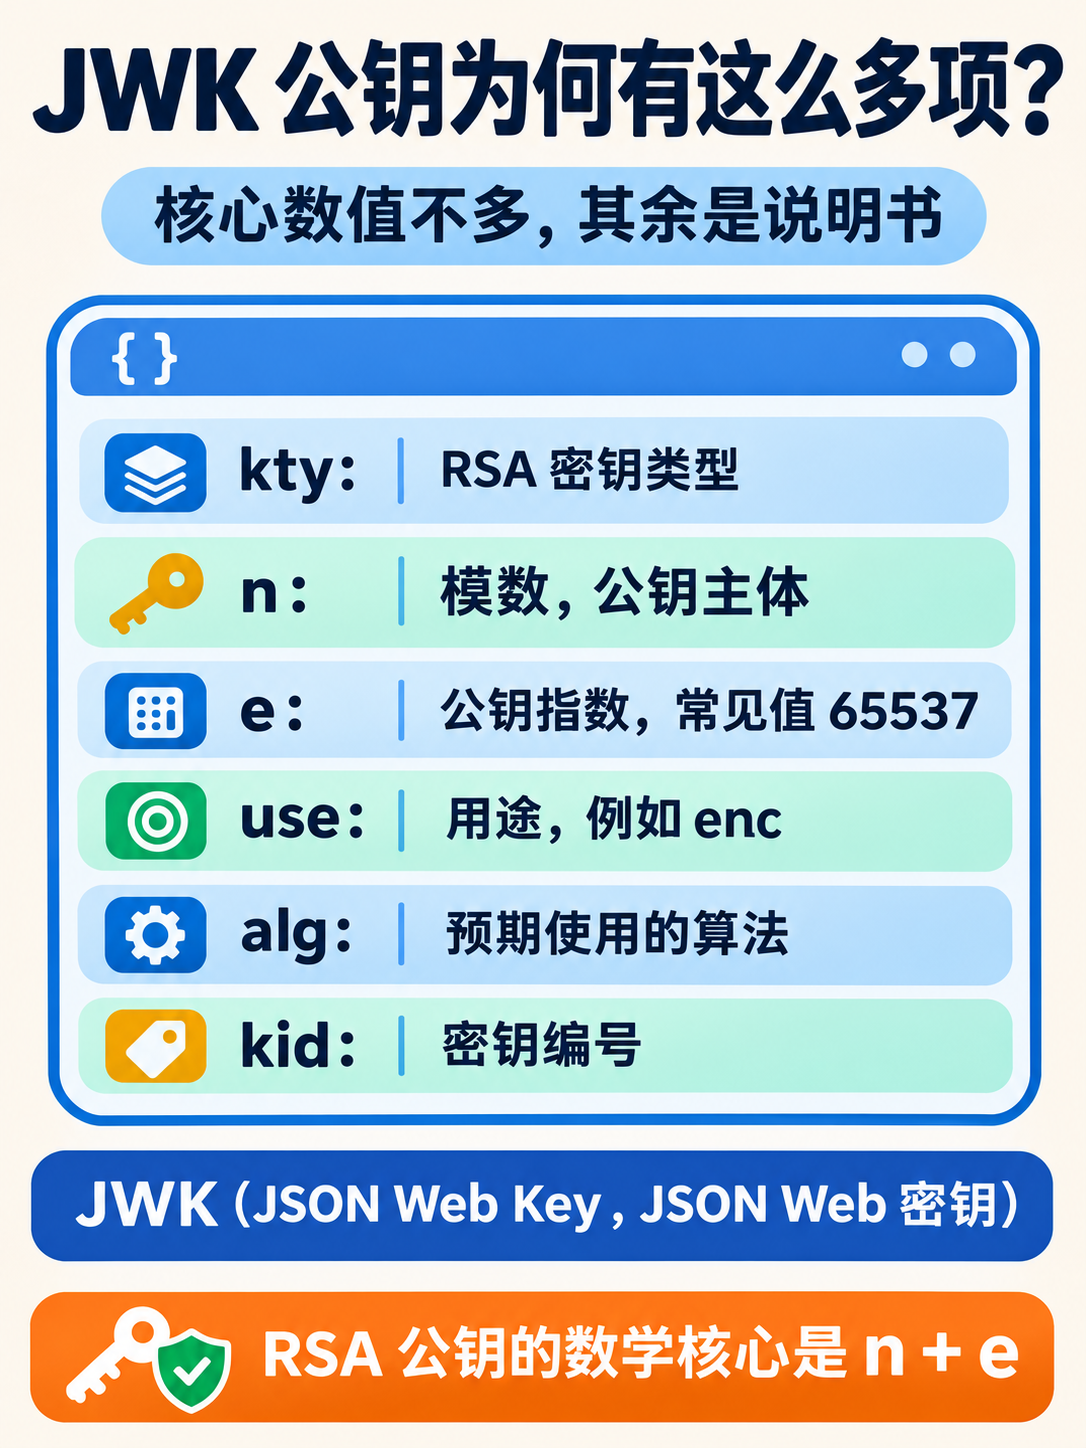 JWK 公钥为何有这么多项？
核心数值不多，其余是说明书
{ }
kty： RSA 密钥类型
n： 模数，公钥主体
e： 公钥指数，常见值 65537
use： 用途，例如 enc
alg： 预期使用的算法
kid： 密钥编号
JWK（JSON Web Key，JSON Web 密钥）
RSA 公钥的数学核心是 n + e